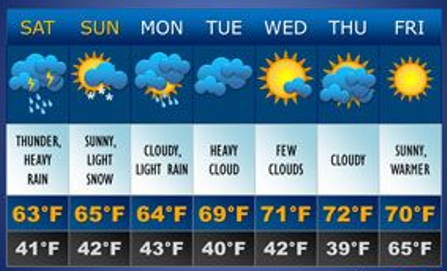 SAT SUN MON TUE WED THU FRI
THUNDER, HEAVY RAIN
SUNNY, LIGHT SNOW
CLOUDY, LIGHT RAIN
HEAVY CLOUD
FEW CLOUDS
CLOUDY
SUNNY, WARMER
63°F 65°F 64°F 69°F 71°F 72°F 70°F
41°F 42°F 43°F 40°F 42°F 39°F 65°F